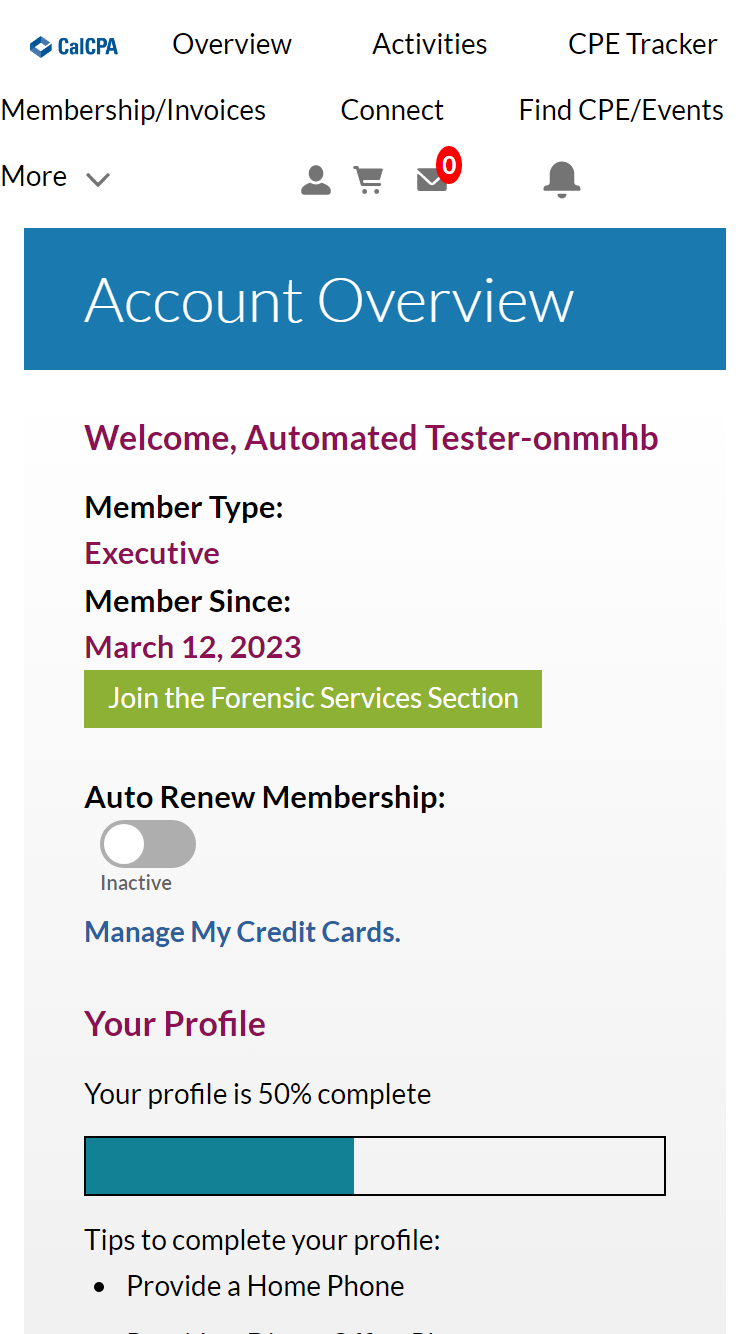 CalCPA Overview Activities CPE Tracker
Membership/Invoices Connect Find CPE/Events
More 0
Account Overview
Welcome, Automated Tester-onmnhb
Member Type:
Executive
Member Since:
March 12, 2023
Join the Forensic Services Section
Auto Renew Membership:
Inactive
Manage My Credit Cards.
Your Profile
Your profile is 50% complete
Tips to complete your profile:
Provide a Home Phone